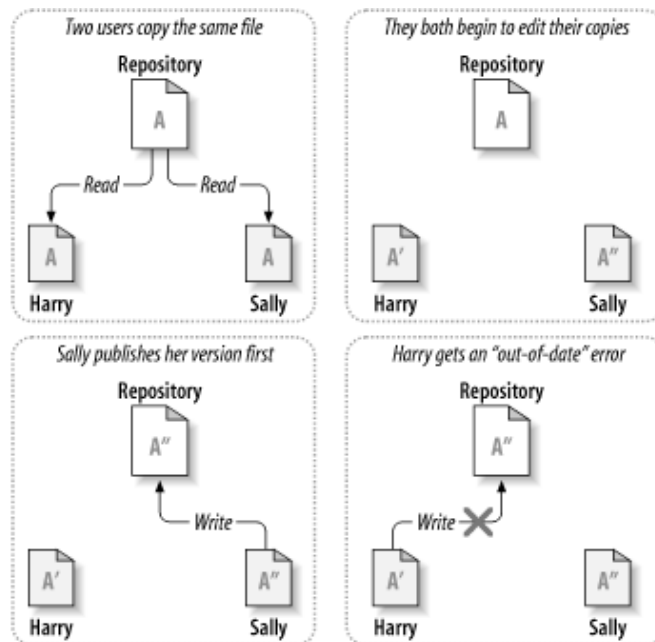 Two users copy the same file
Repository
A
Read
Read
A
A
Harry
Sally
They both begin to edit their copies
Repository
A
A'
A"
Harry
Sally
Sally publishes her version first
Repository
A"
Write
A'
A"
Harry
Sally
Harry gets an “out-of-date” error
Repository
A"
Write
A'
A"
Harry
Sally